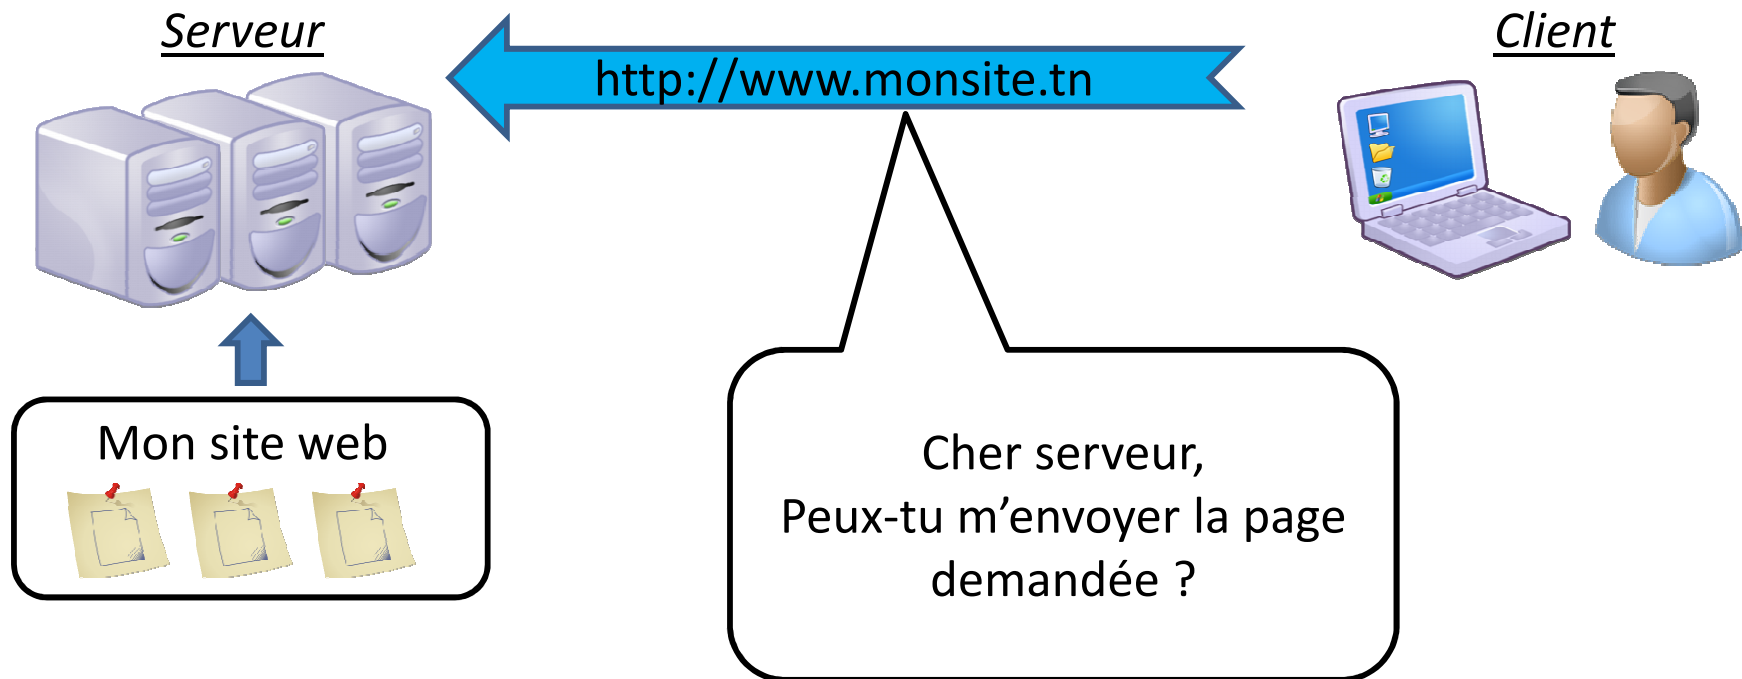 Serveur
http://www.monsite.tn
Client
Mon site web
Cher serveur,
Peux-tu m’envoyer la page
demandée ?